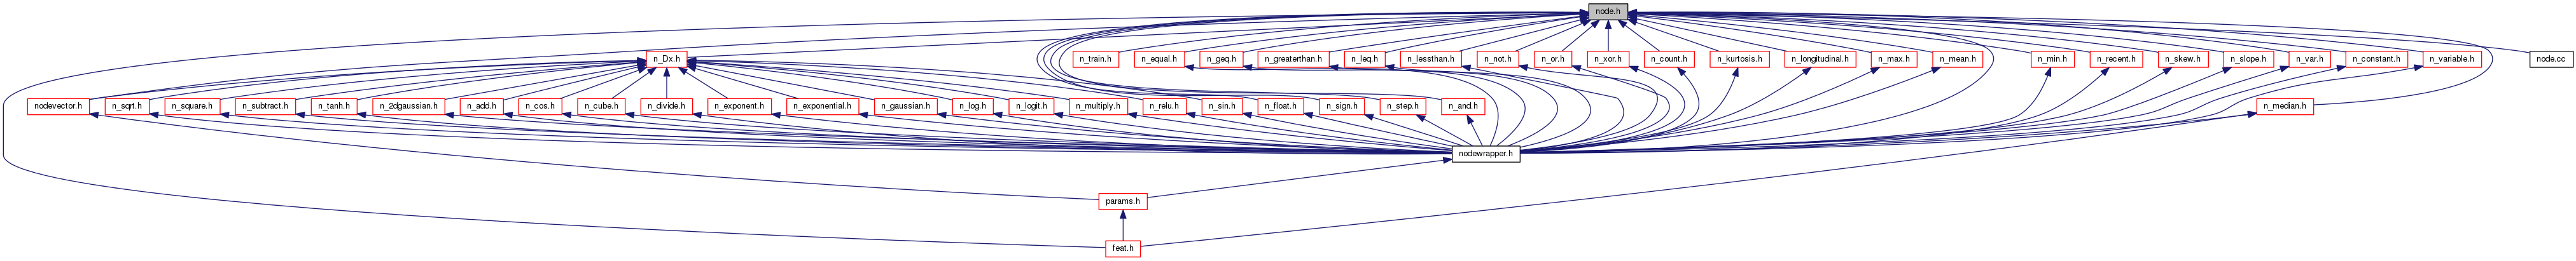 node.h
n_Dx.h
n_train.h
n_equal.h
n_geq.h
n_greaterthan.h
n_leq.h
n_lessthan.h
n_not.h
n_or.h
n_xor.h
n_count.h
n_kurtosis.h
n_longitudinal.h
n_max.h
n_mean.h
n_min.h
n_recent.h
n_skew.h
n_slope.h
n_var.h
n_constant.h
n_variable.h
node.cc
nodevector.h
n_sqrt.h
n_square.h
n_subtract.h
n_tanh.h
n_2dgaussian.h
n_add.h
n_cos.h
n_cube.h
n_divide.h
n_exponent.h
n_exponential.h
n_gaussian.h
n_log.h
n_logit.h
n_multiply.h
n_relu.h
n_sin.h
n_float.h
n_sign.h
n_step.h
n_and.h
n_median.h
nodewrapper.h
params.h
feat.h